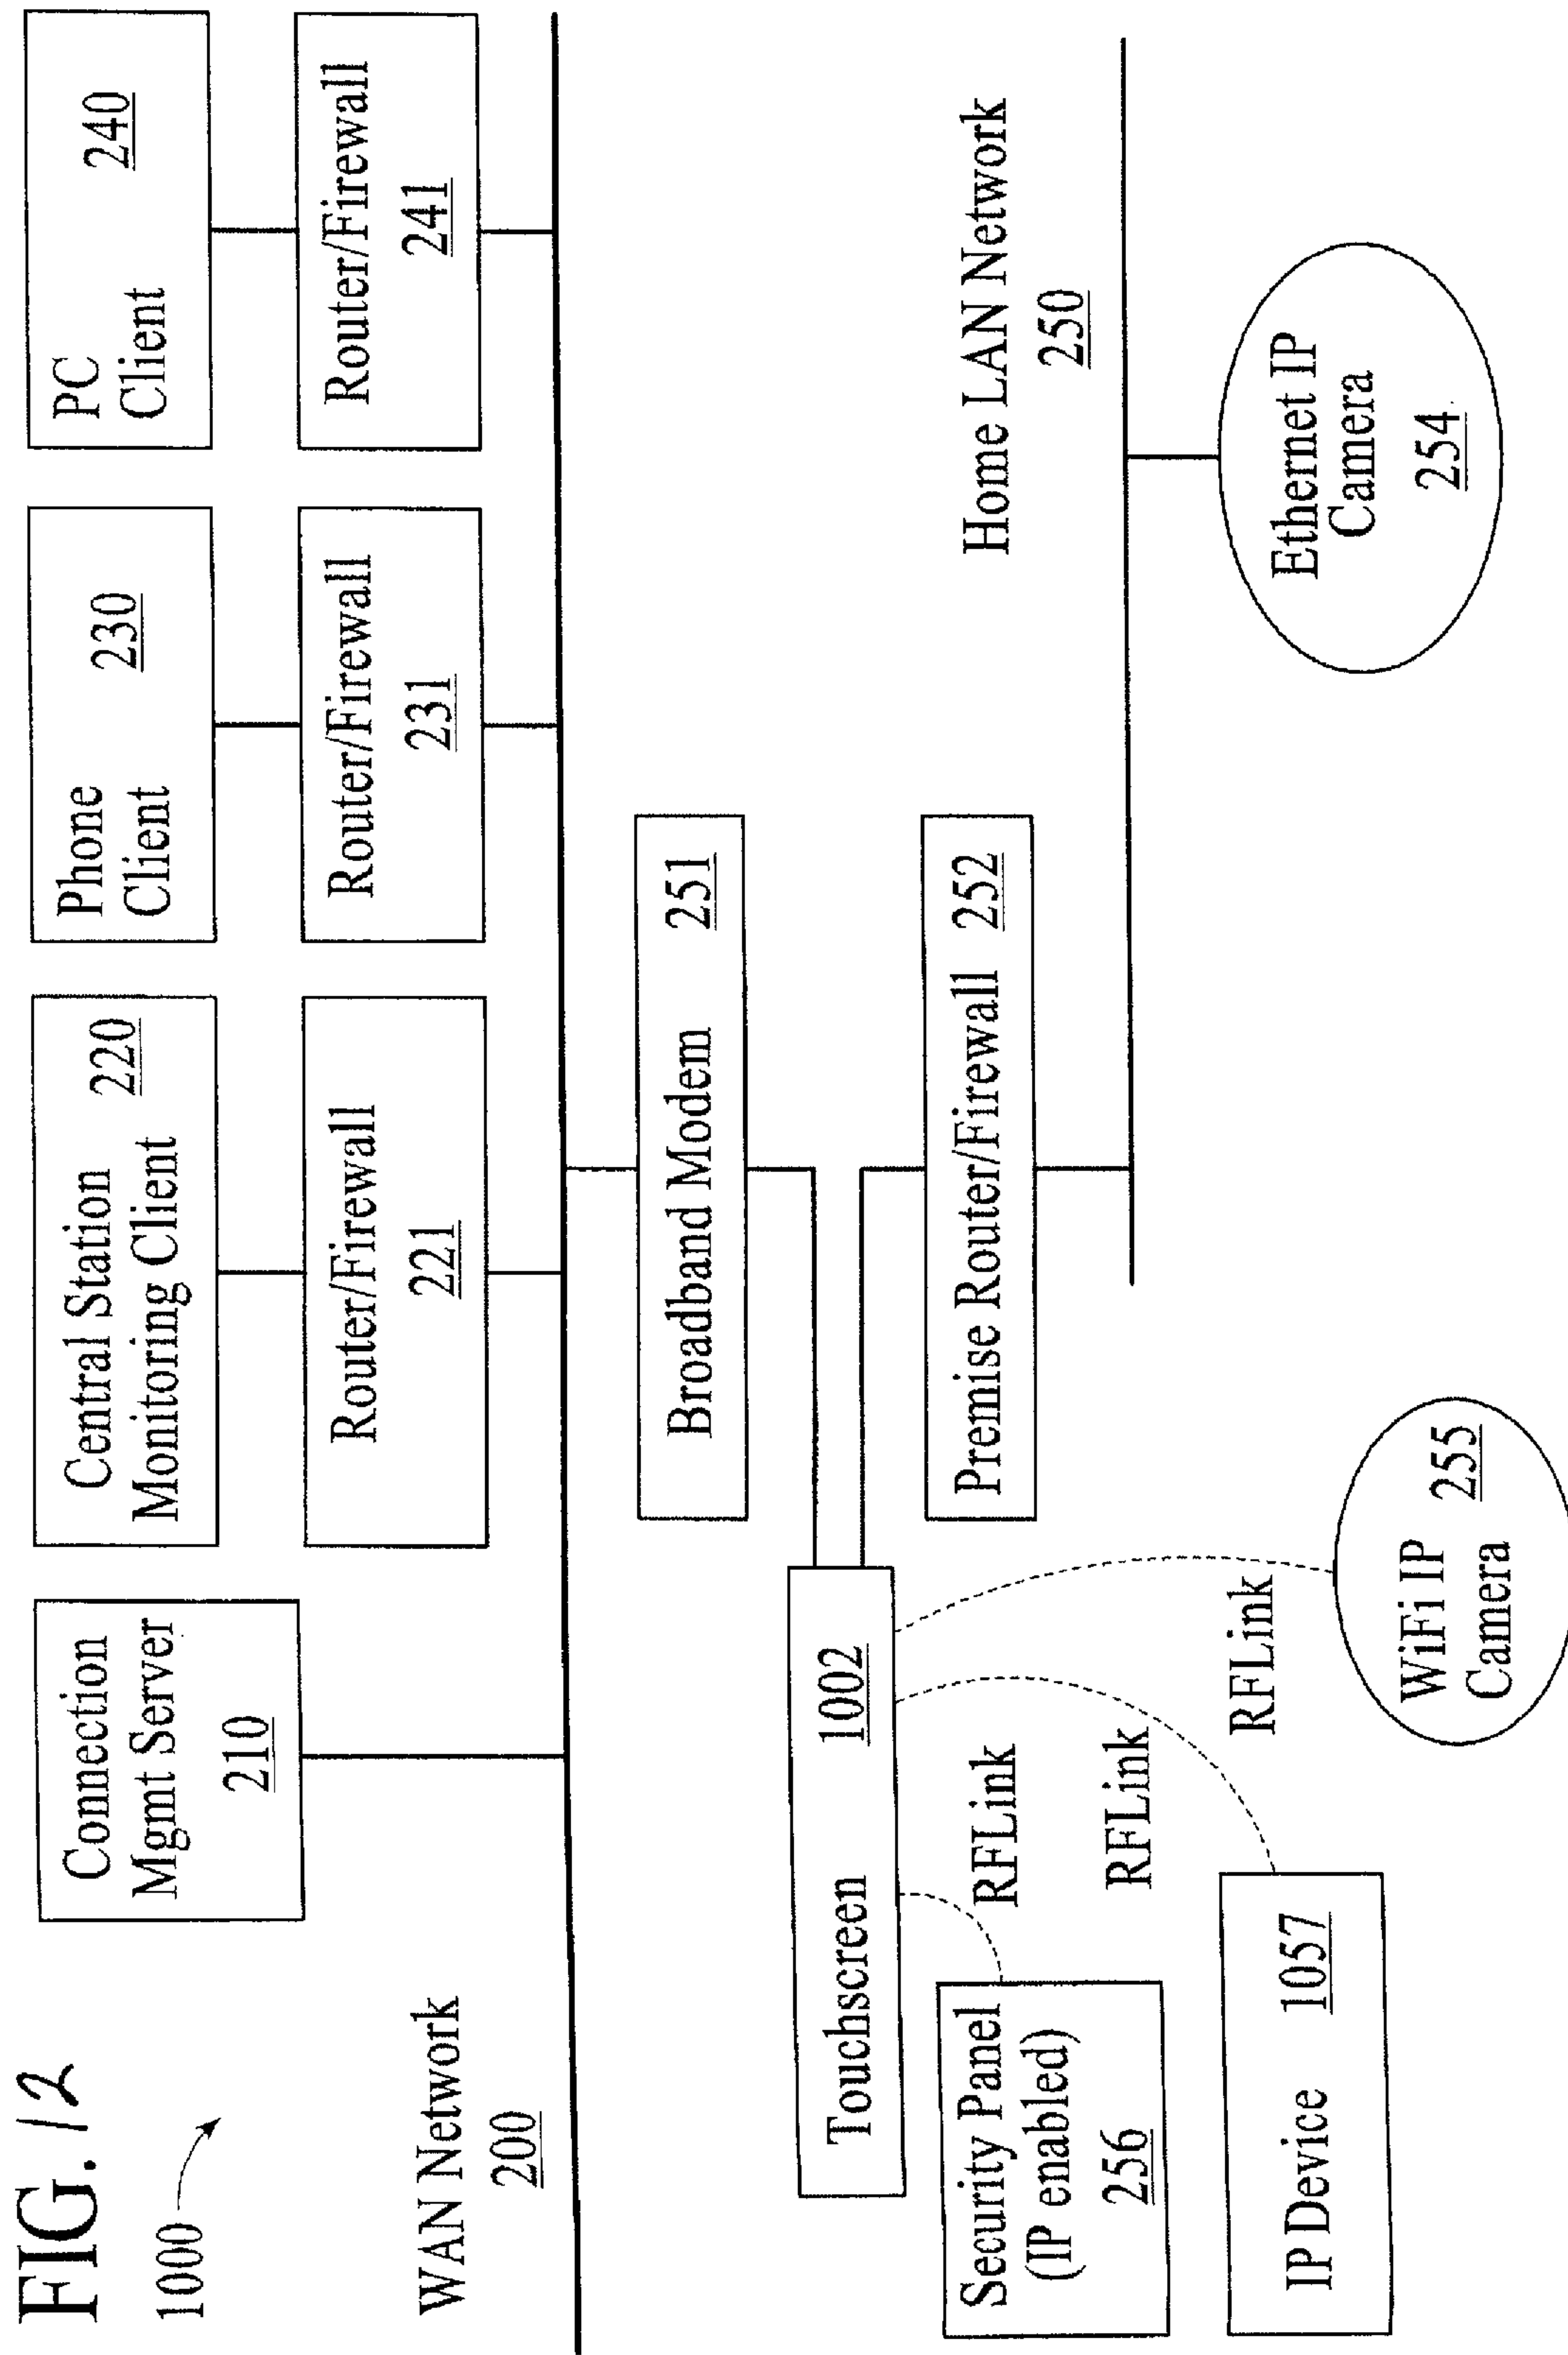 FIG. 12
1000
Connection
Mgmt Server
210
Central Station
Monitoring Client 220
Phone
Client 230
PC
Client 240
Router/Firewall
221
Router/Firewall
231
Router/Firewall
241
WAN Network
200
Broadband Modem 251
Touchscreen 1002
Premise Router/Firewall 252
Home LAN Network
250
Security Panel
(IP enabled)
256
RFLink
RFLink
RFLink
IP Device 1057
WiFi IP
Camera 255
Ethernet IP
Camera
254